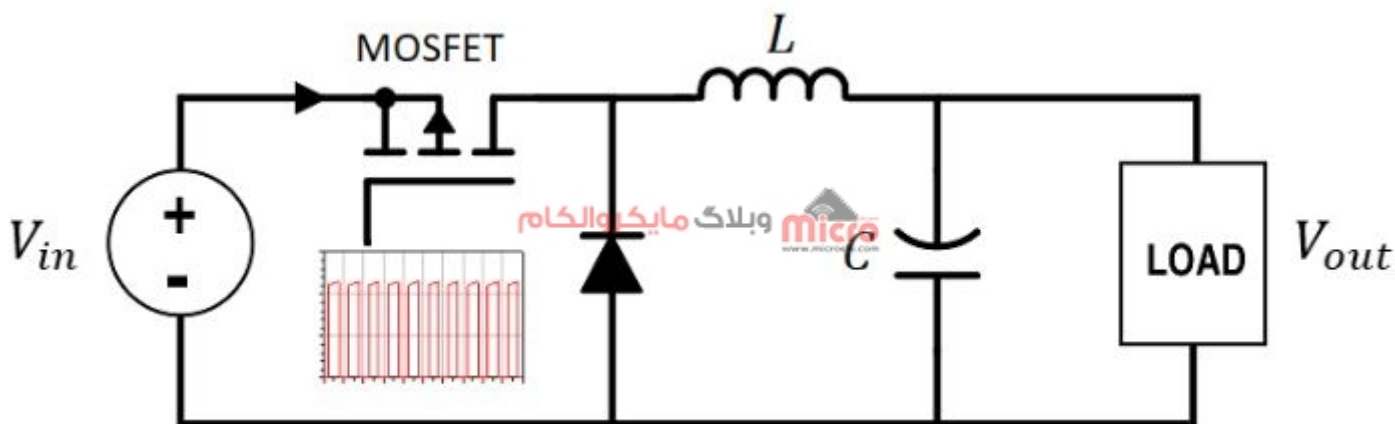 MOSFET
L
وبلاگ مایکروالکام
Micro
V_in
+
-
C
LOAD
V_out